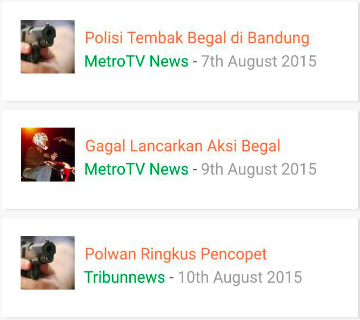 Polisi Tembak Begal di Bandung
MetroTV News - 7th August 2015
Gagal Lancarkan Aksi Begal
MetroTV News - 9th August 2015
Polwan Ringkus Pencopet
Tribunnews - 10th August 2015